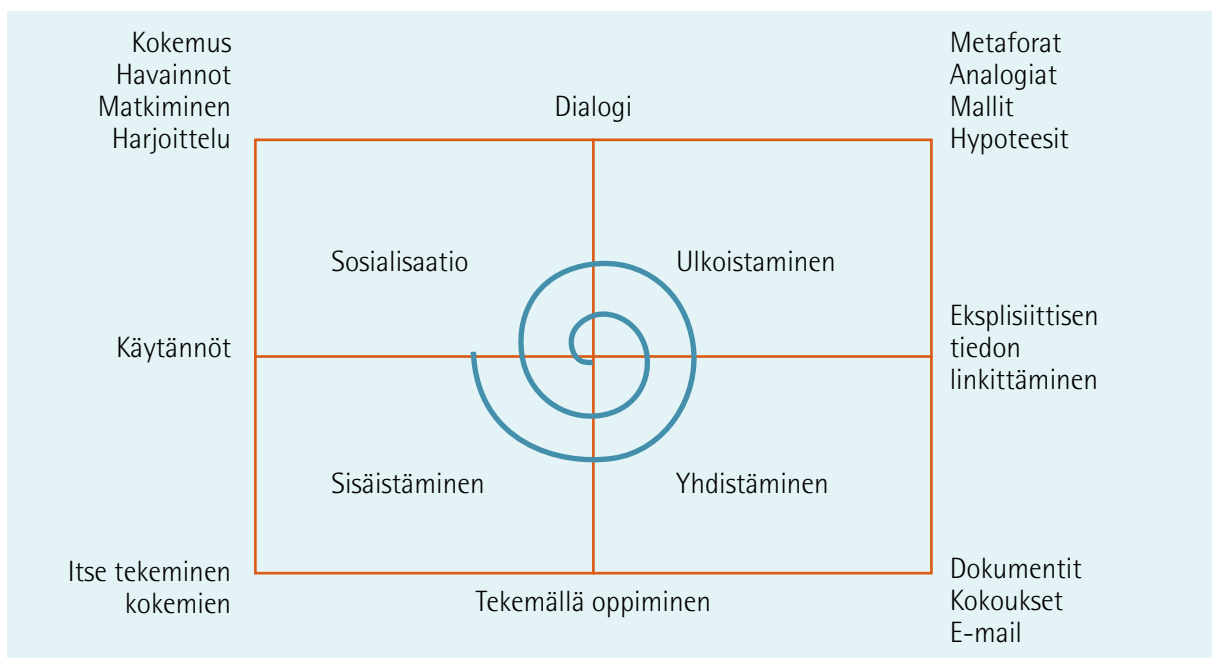 Kokemus
Havainnot
Matkiminen
Harjoittelu
Dialogi
Metaforat
Analogiat
Mallit
Hypoteesit
Sosialisaatio
Ulkoistaminen
Käytännöt
Eksplisiittisen
tiedon
linkittäminen
Sisäistäminen
Yhdistäminen
Itse tekeminen
kokemien
Tekemällä oppiminen
Dokumentit
Kokoukset
E-mail